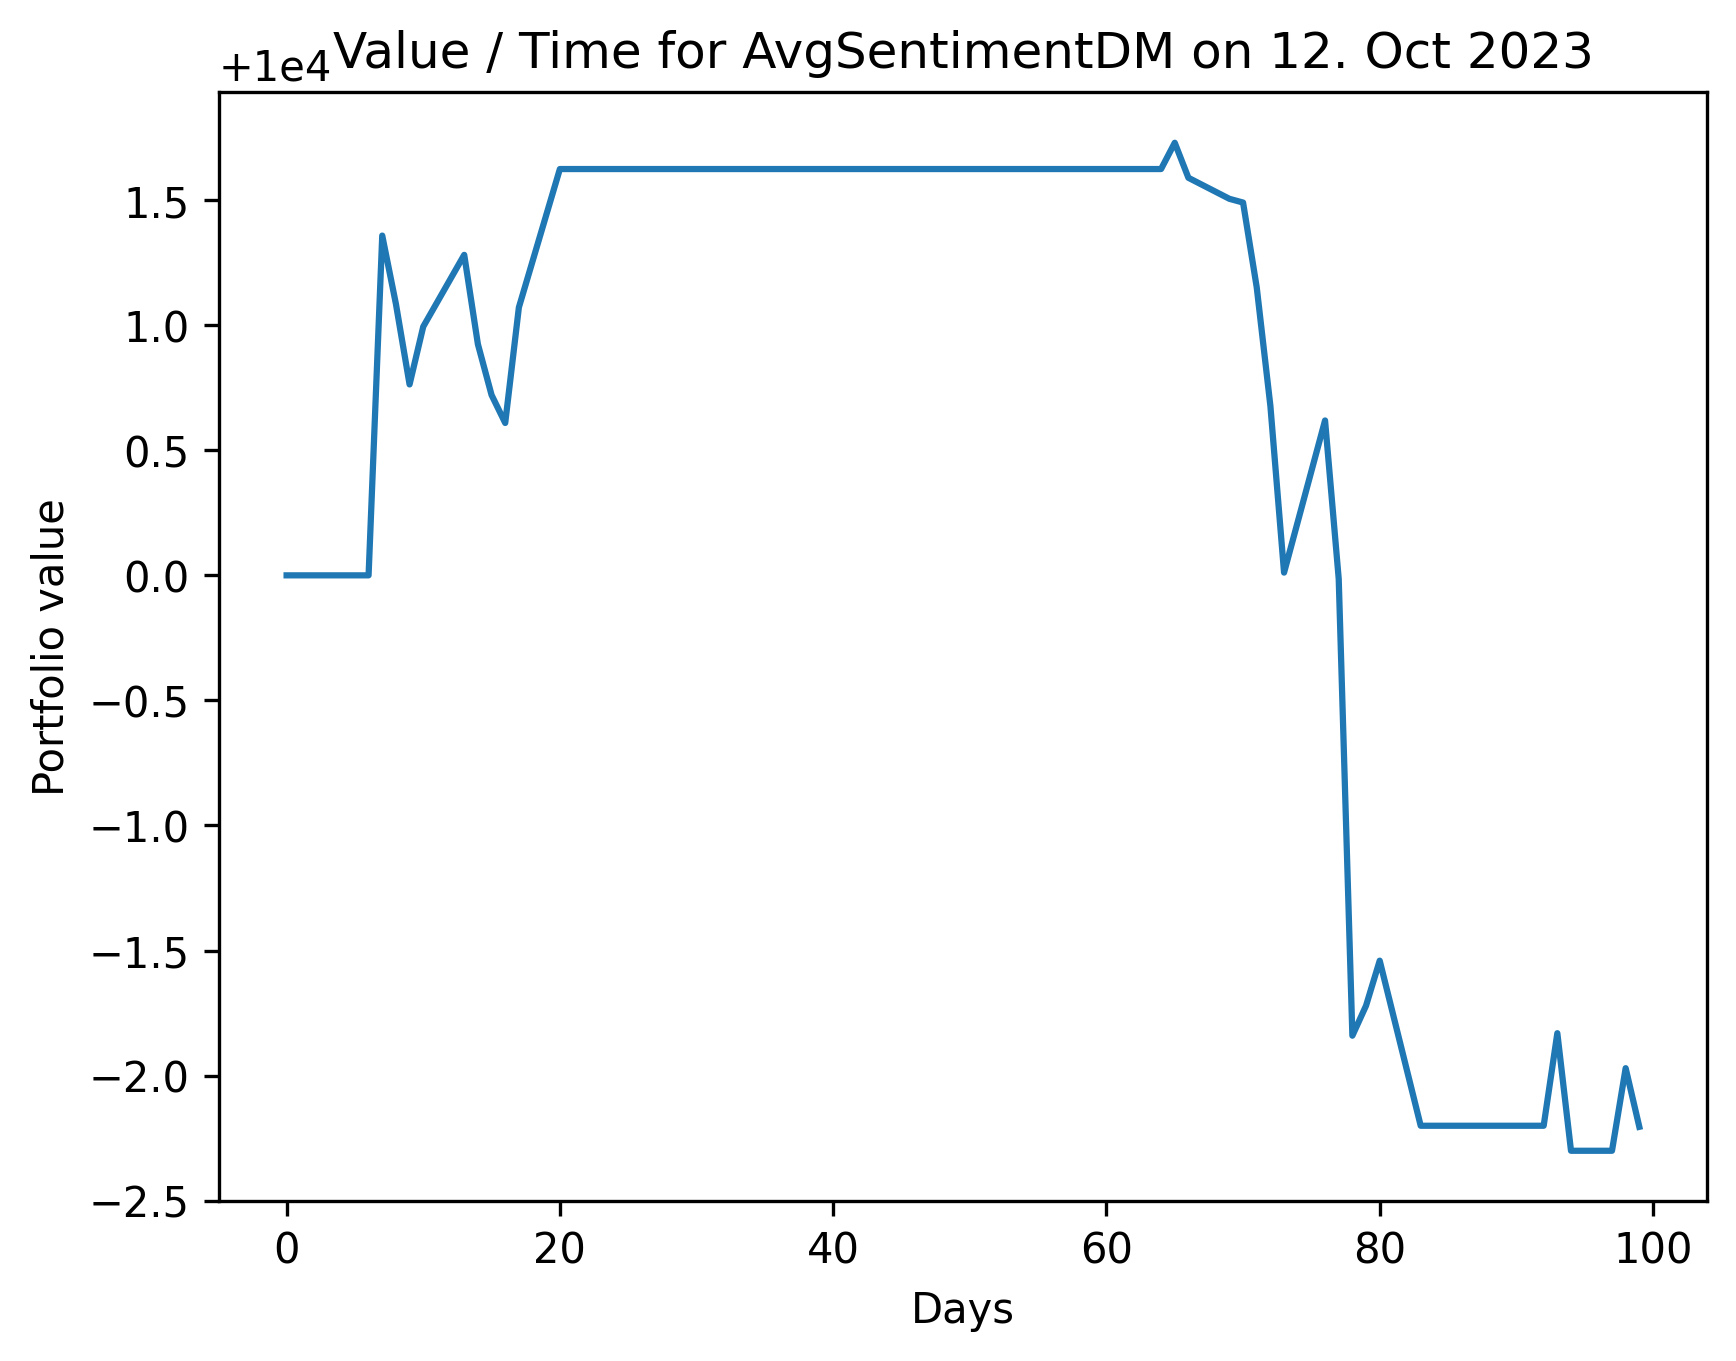 Value / Time for AvgSentimentDM on 12. Oct 2023
+1e4
1.5
1.0
0.5
0.0
−0.5
−1.0
−1.5
−2.0
−2.5
Portfolio value
0 20 40 60 80 100
Days